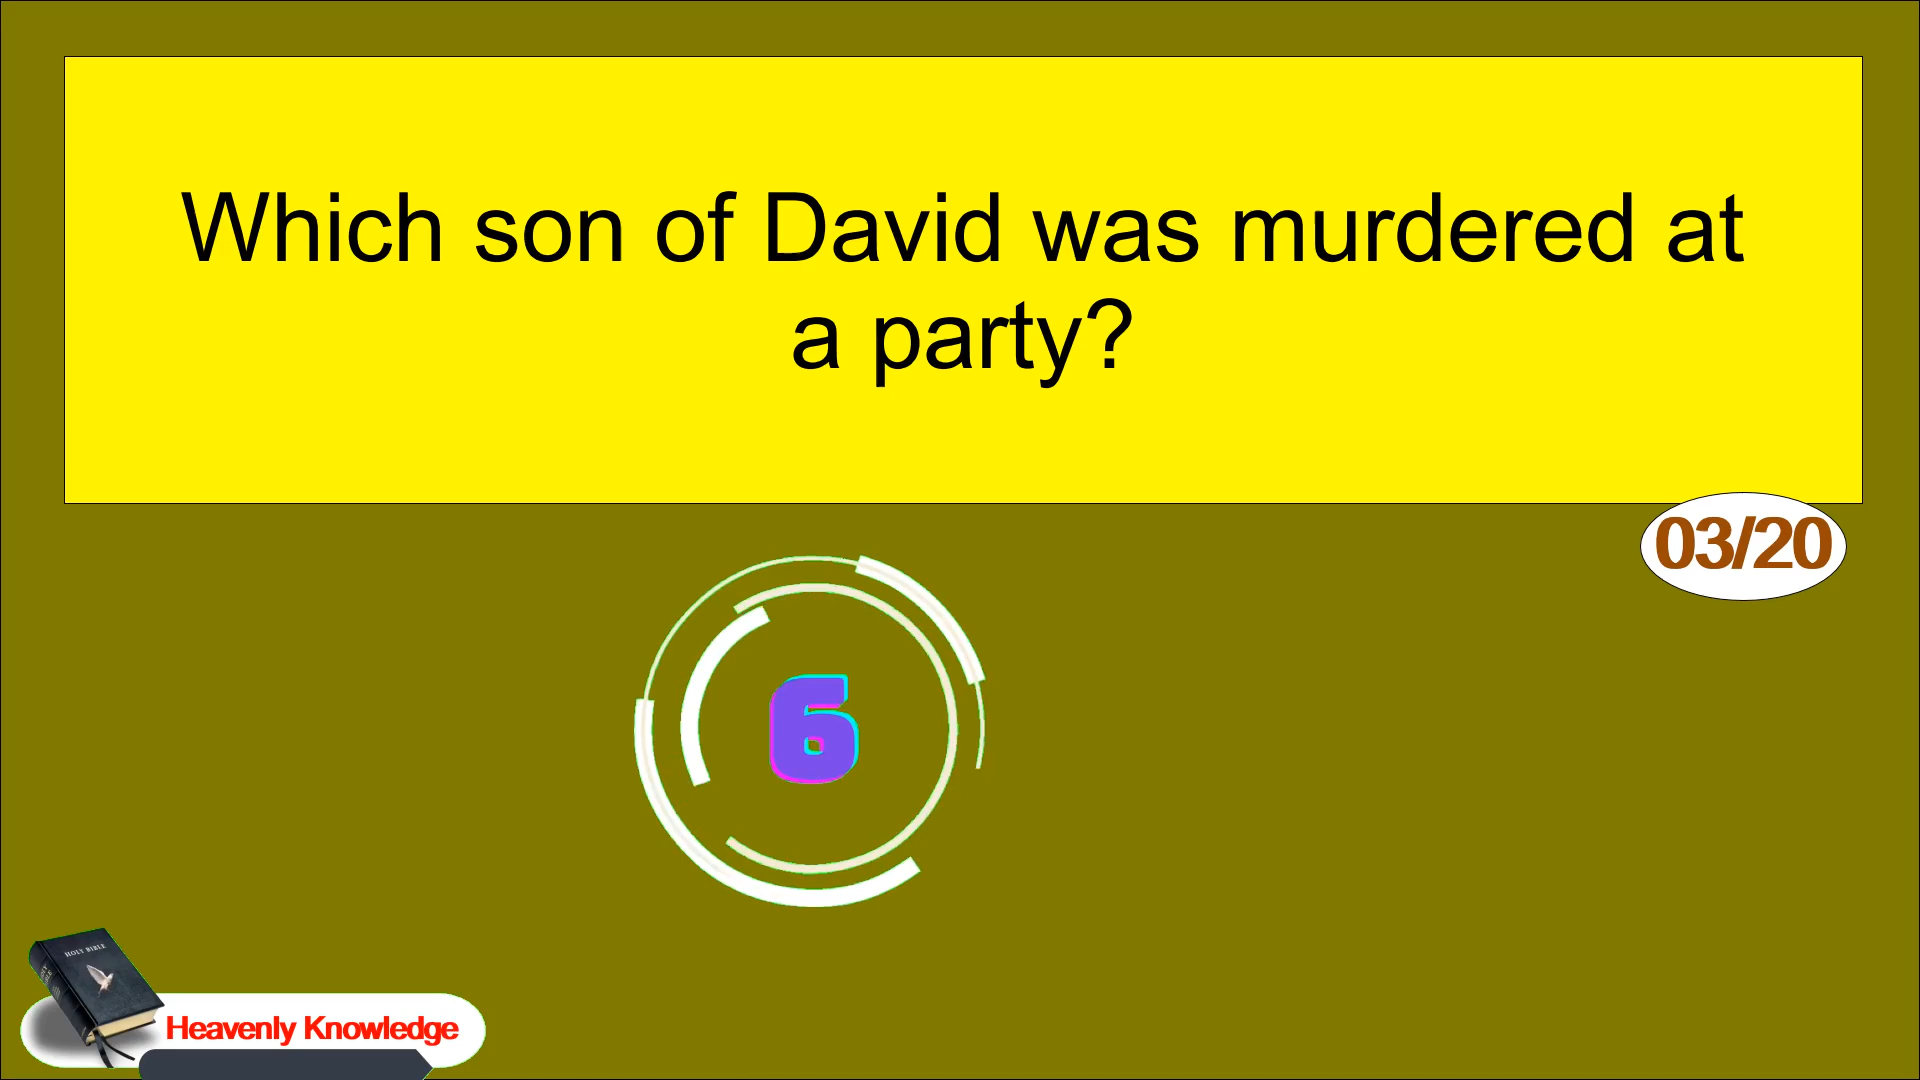 Which son of David was murdered at
a party?
03/20
6
HOLY BIBLE
Heavenly Knowledge